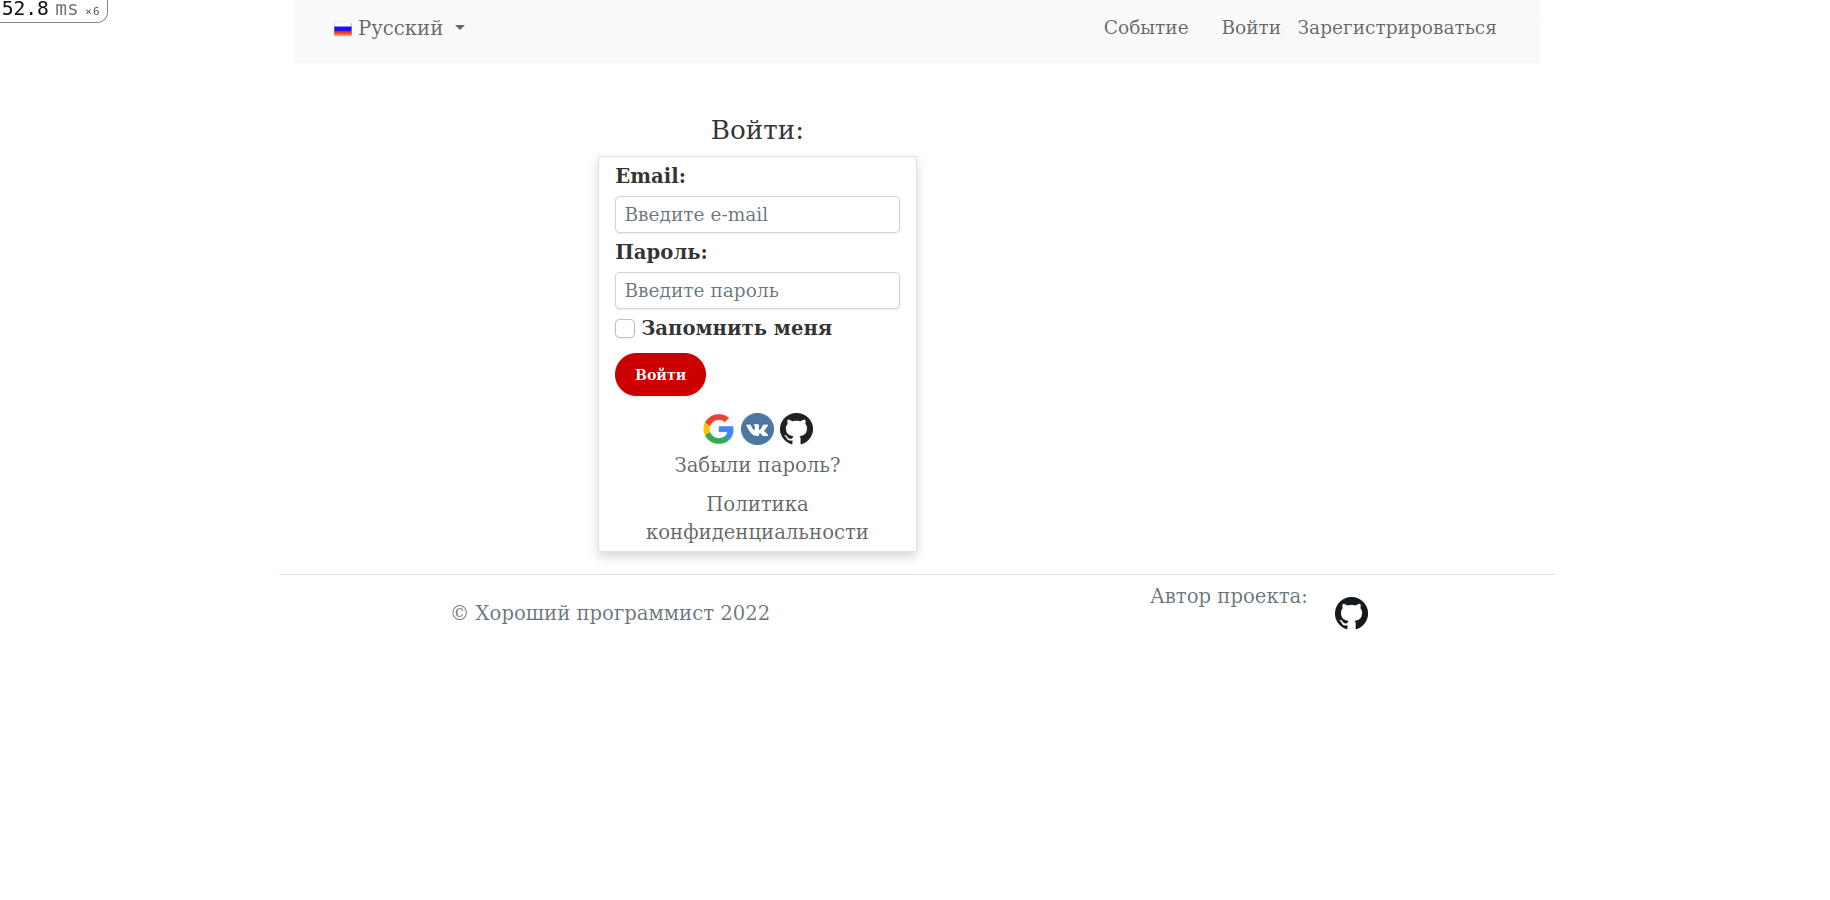 52.8 ms ×6
Русский
Событие Войти Зарегистрироваться
Войти:
Email:
Введите e-mail
Пароль:
Введите пароль
Запомнить меня
Войти
Забыли пароль?
Политика
конфиденциальности
© Хороший программист 2022
Автор проекта: